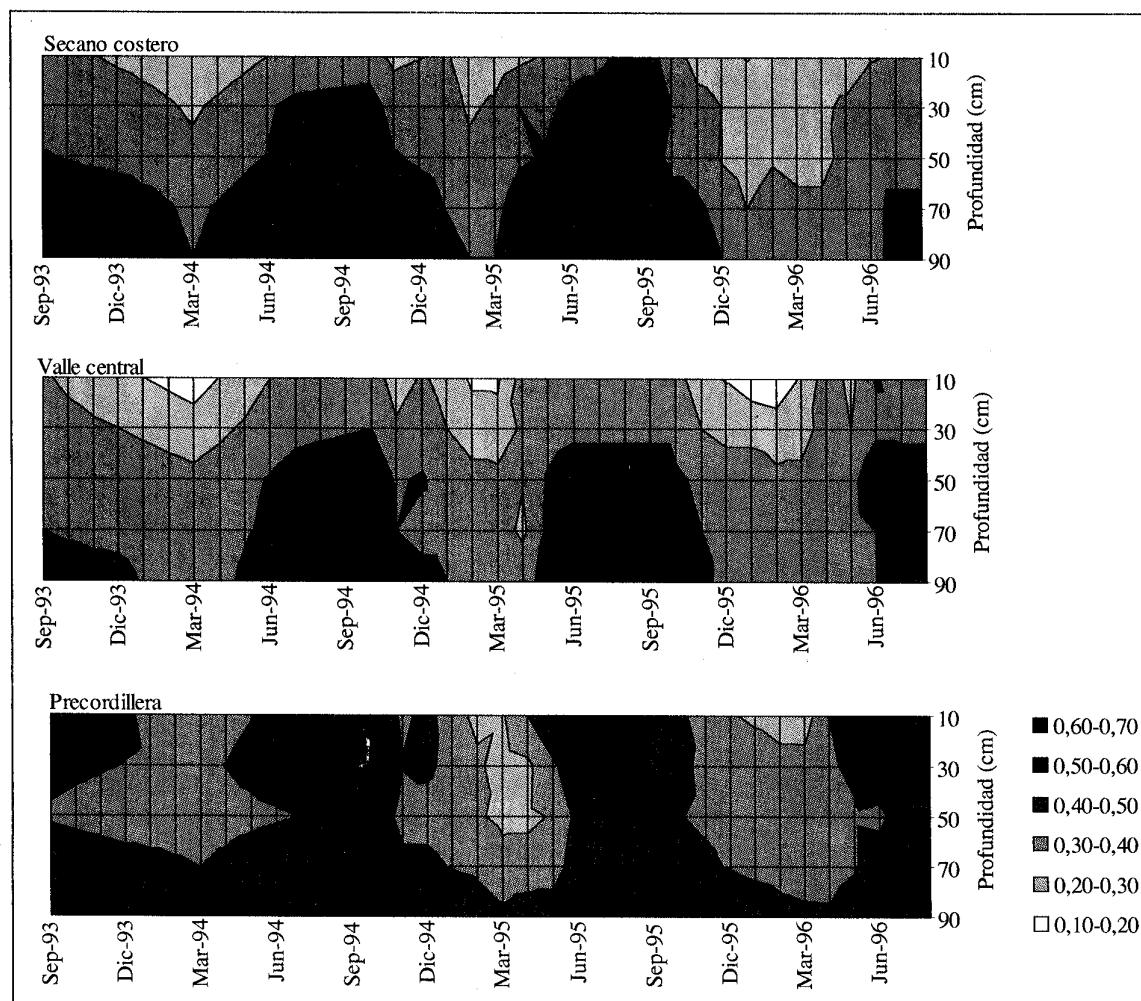 Secano costero
10
30
50
70
90
Profundidad (cm)
Sep-93
Dic-93
Mar-94
Jun-94
Sep-94
Dic-94
Mar-95
Jun-95
Sep-95
Dic-95
Mar-96
Jun-96
Valle central
10
30
50
70
90
Profundidad (cm)
Sep-93
Dic-93
Mar-94
Jun-94
Sep-94
Dic-94
Mar-95
Jun-95
Sep-95
Dic-95
Mar-96
Jun-96
Precordillera
10
30
50
70
90
Profundidad (cm)
Sep-93
Dic-93
Mar-94
Jun-94
Sep-94
Dic-94
Mar-95
Jun-95
Sep-95
Dic-95
Mar-96
Jun-96
0,60-0,70
0,50-0,60
0,40-0,50
0,30-0,40
0,20-0,30
0,10-0,20